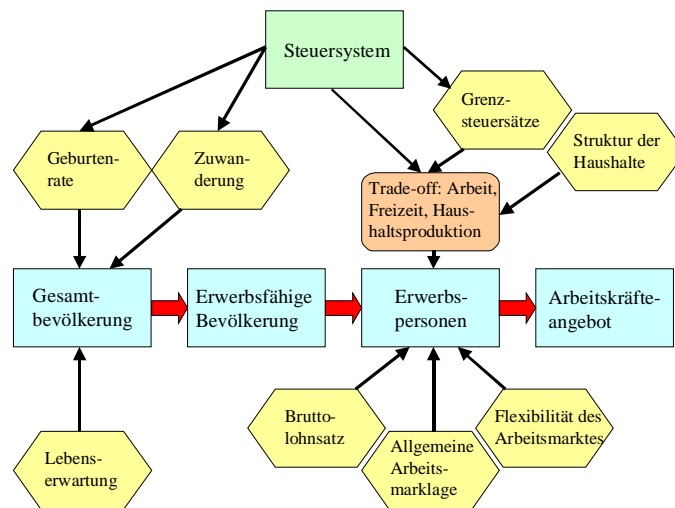 Steuersystem
Grenz-
steuersätze
Struktur der
Haushalte
Geburten-
rate
Zuwan-
derung
Trade-off: Arbeit,
Freizeit, Haus-
haltsproduktion
Gesamt-
bevölkerung
Erwerbsfähige
Bevölkerung
Erwerbs-
personen
Arbeitskräfte-
angebot
Brutto-
lohnsatz
Allgemeine
Arbeits-
marklage
Flexibilität des
Arbeitsmarktes
Lebens-
erwartung